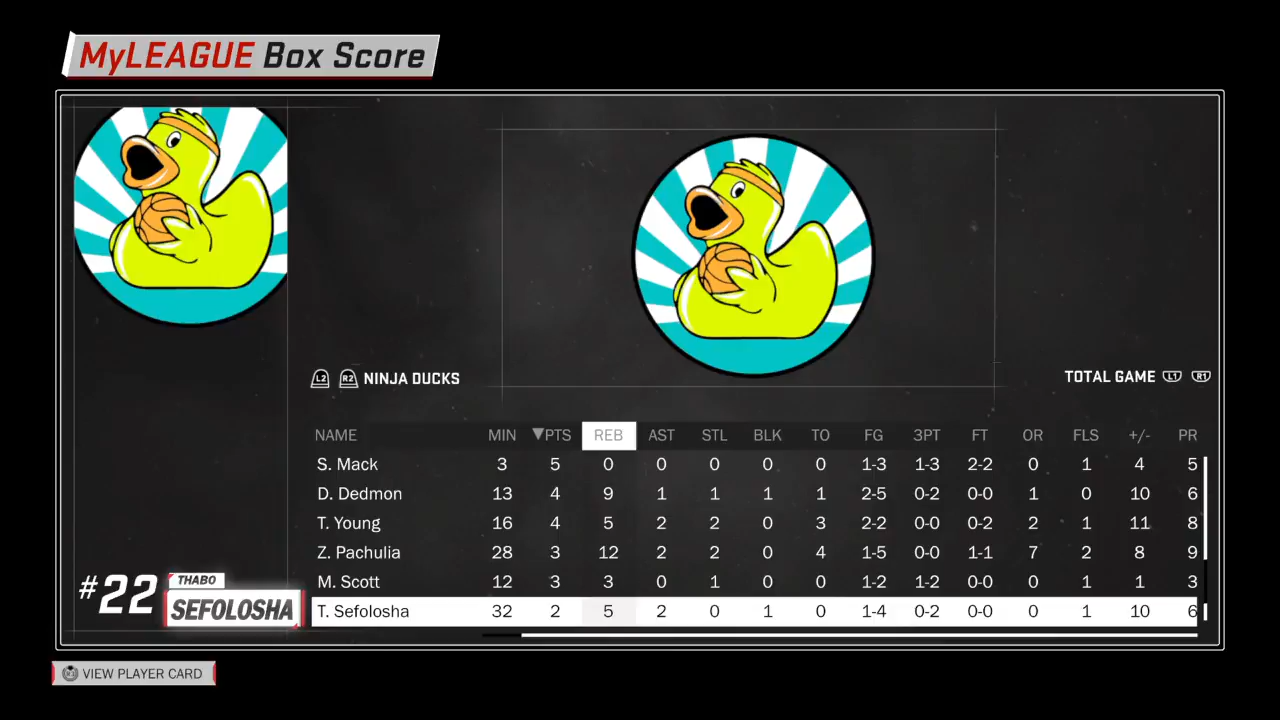 MyLEAGUE Box Score
L2 R2 NINJA DUCKS
TOTAL GAME L1 R1
NAME MIN ▼PTS REB AST STL BLK TO FG 3PT FT OR FLS +/- PR
S. Mack 3 5 0 0 0 0 0 1-3 1-3 2-2 0 1 4 5
D. Dedmon 13 4 9 1 1 1 1 2-5 0-2 0-0 1 0 10 6
T. Young 16 4 5 2 2 0 3 2-2 0-0 0-2 2 1 11 8
Z. Pachulia 28 3 12 2 2 0 4 1-5 0-0 1-1 7 2 8 9
M. Scott 12 3 3 0 1 0 0 1-2 1-2 0-0 0 1 1 3
T. Sefolosha 32 2 5 2 0 1 0 1-4 0-2 0-0 0 1 10 6
#22 THABO
SEFOLOSHA
VIEW PLAYER CARD